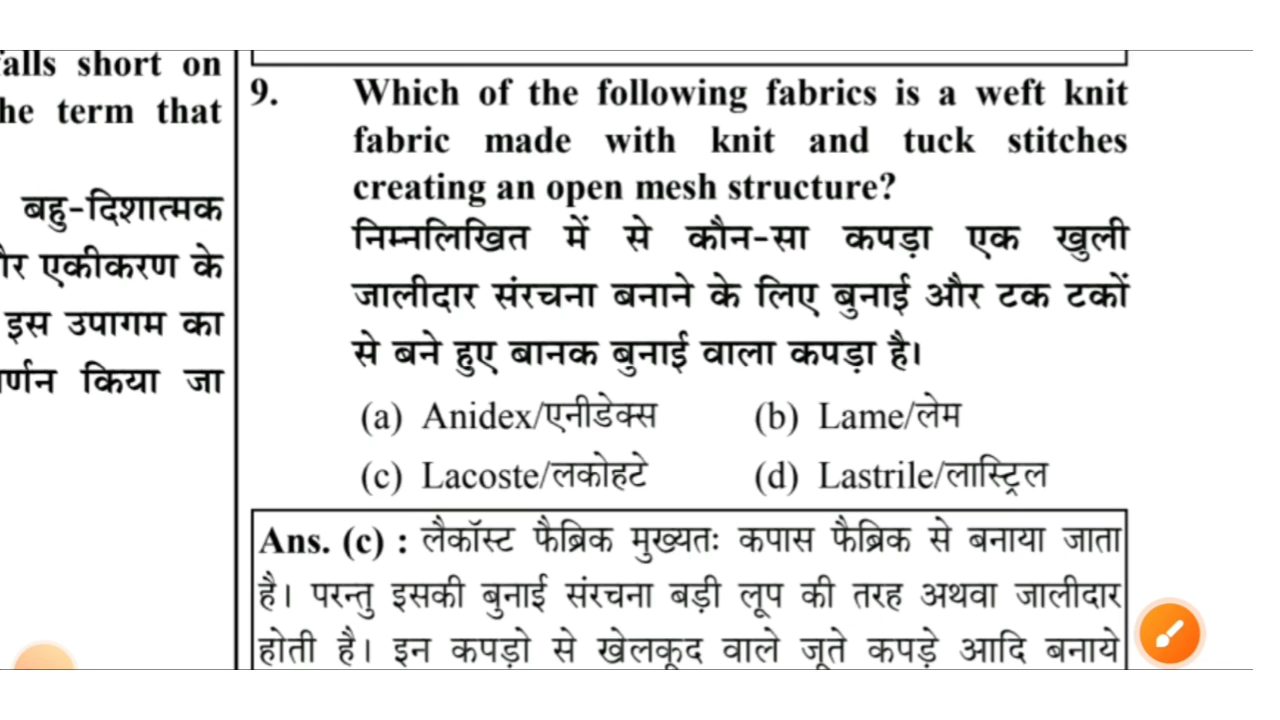 alls short on
he term that
बहु-दिशात्मक
र एकीकरण के
इस उपागम का
र्णन किया जा
9. Which of the following fabrics is a weft knit
fabric made with knit and tuck stitches
creating an open mesh structure?
निम्नलिखित में से कौन-सा कपड़ा एक खुली
जालीदार संरचना बनाने के लिए बुनाई और टक टकों
से बने हुए बानक बुनाई वाला कपड़ा है।
(a) Anidex/एनीडेक्स (b) Lame/लेम
(c) Lacoste/लकोहटे (d) Lastrile/लास्ट्रिल
Ans. (c) : लैकॉस्ट फैब्रिक मुख्यतः कपास फैब्रिक से बनाया जाता
है। परन्तु इसकी बुनाई संरचना बड़ी लूप की तरह अथवा जालीदार
होती है। इन कपड़ो से खेलकूद वाले जूते कपड़े आदि बनाये